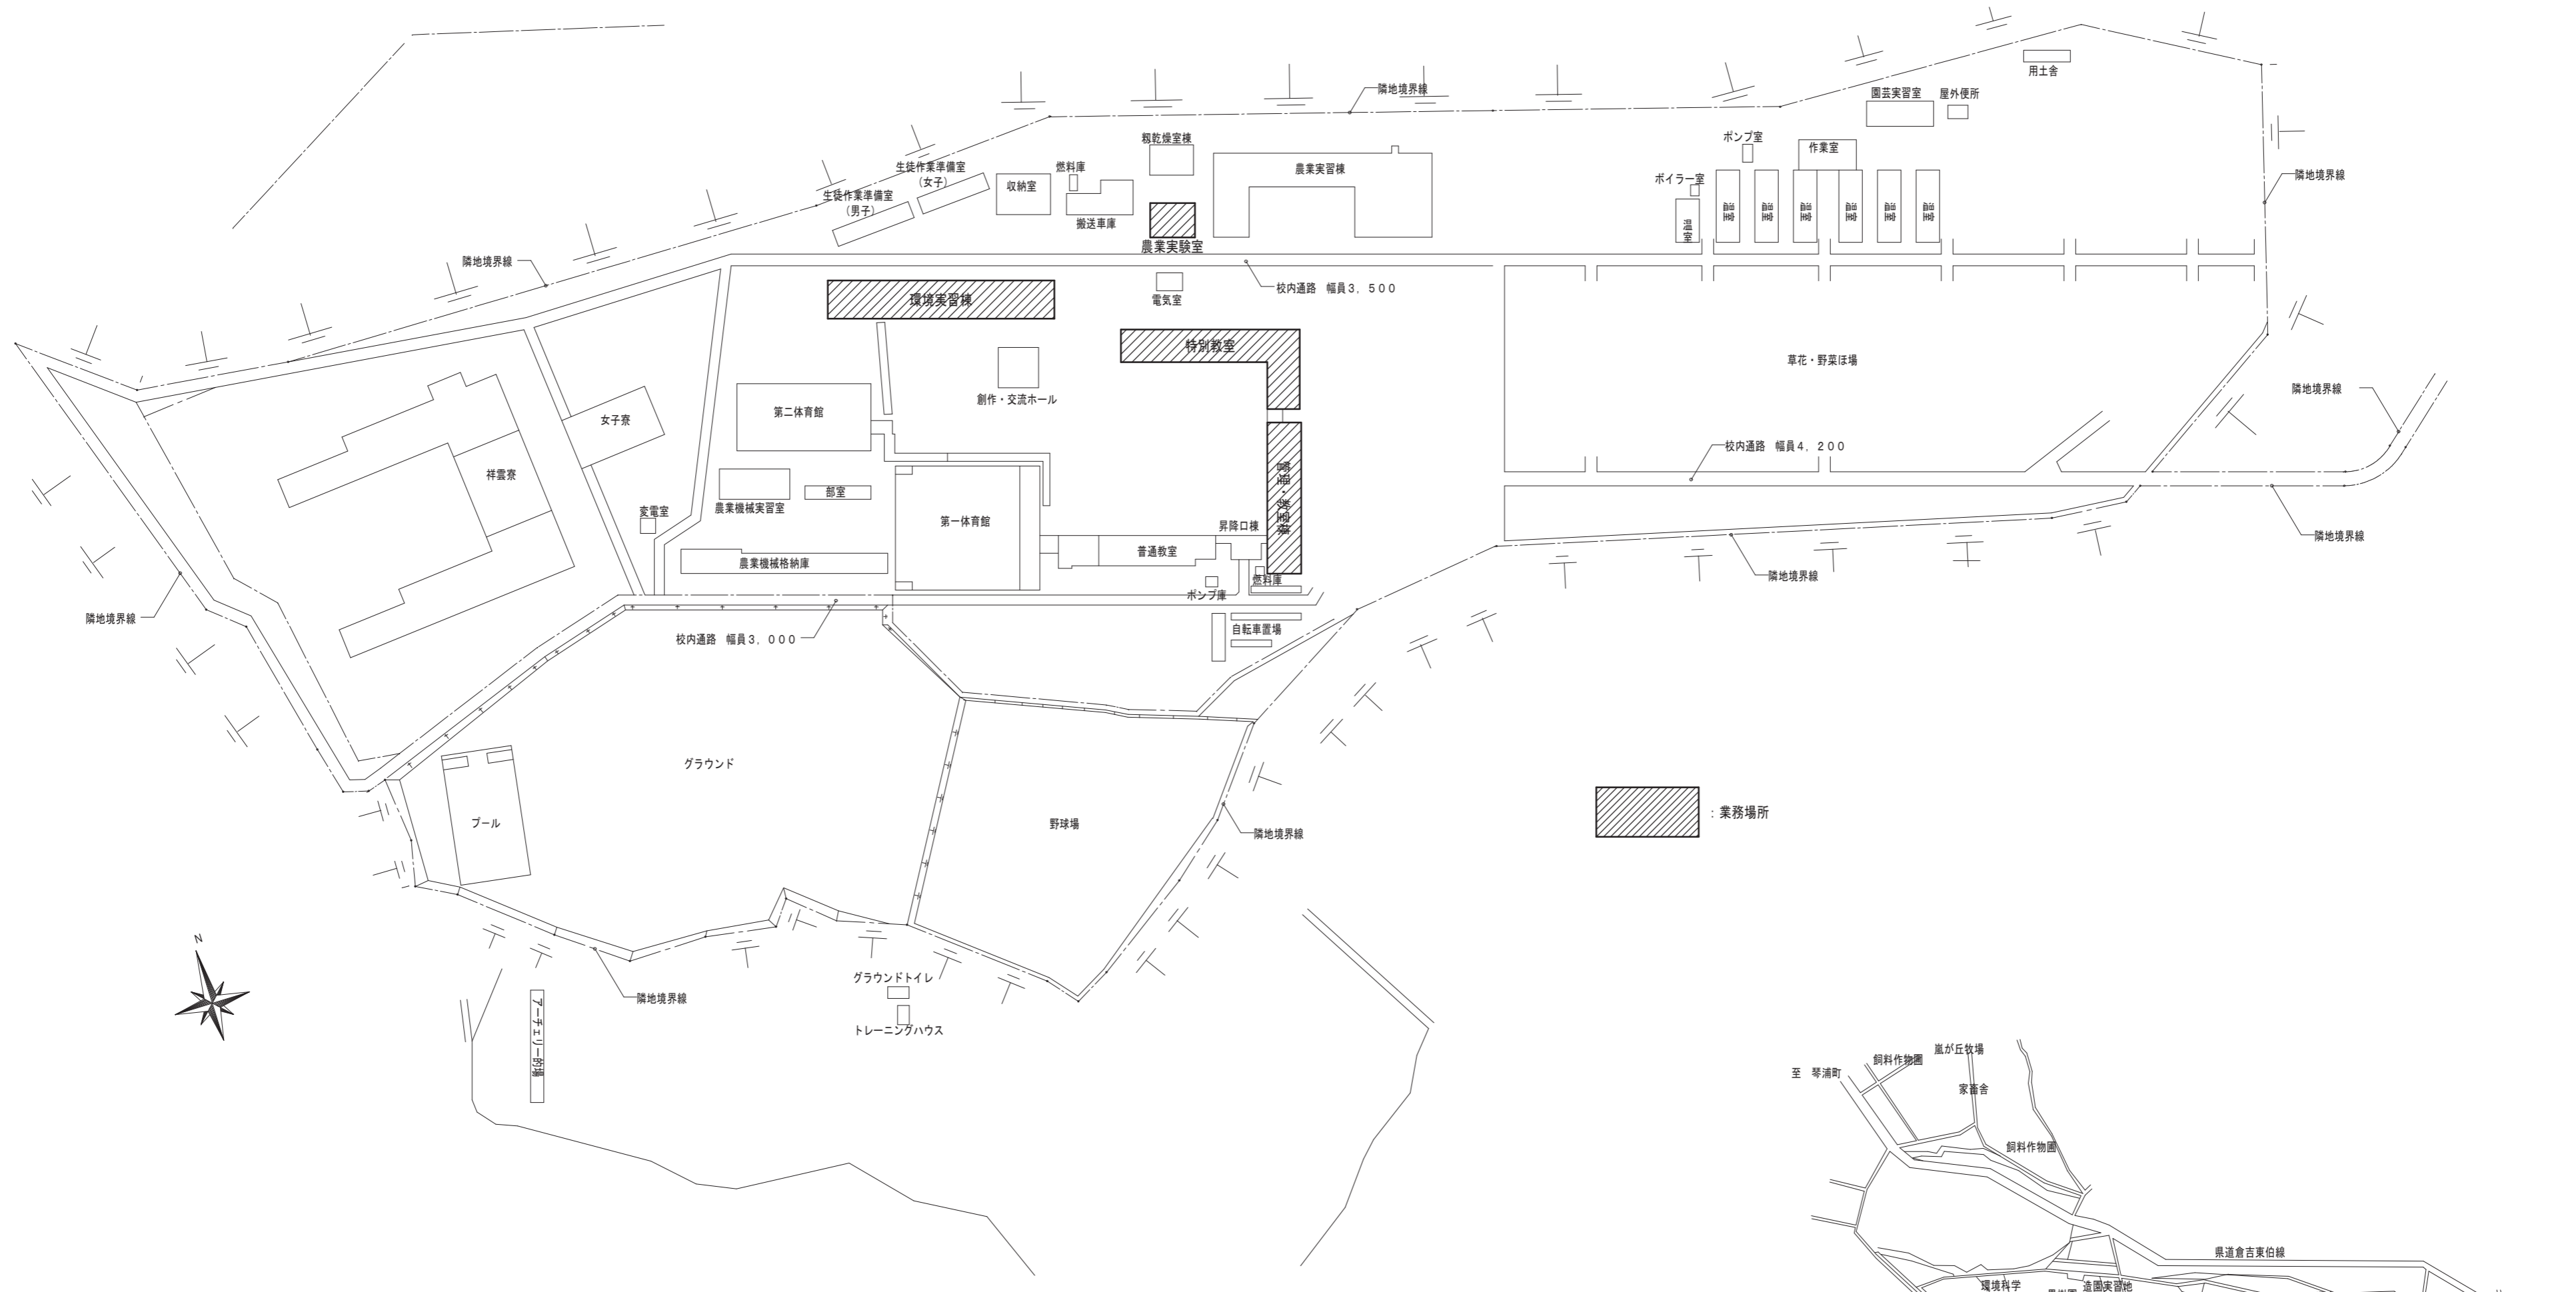 隣地境界線
用土舎
園芸実習室
屋外便所
籾乾燥室棟
ポンプ室
作業室
生徒作業準備室
(女子)
燃料庫
農業実習棟
収納室
ボイラー室
隣地境界線
生徒作業準備室
(男子)
搬送車庫
温室
温室
温室
温室
温室
温室
温室
農業実験室
隣地境界線
校内通路 幅員3,500
環境実習棟
電気室
特別教室
草花・野菜ほ場
隣地境界線
創作・交流ホール
第二体育館
女子寮
校内通路 幅員4,200
祥雲寮
管理・教室棟
部室
農業機械実習室
変電室
第一体育館
昇降口棟
普通教室
隣地境界線
農業機械格納庫
燃料庫
隣地境界線
ポンプ庫
隣地境界線
自転車置場
校内通路 幅員3,000
グラウンド
プール
野球場
隣地境界線
:業務場所
N
グラウンドトイレ
隣地境界線
トレーニングハウス
アーチェリー的場
嵐が丘牧場
飼料作物圃
至 琴浦町
家畜舎
飼料作物圃
県道倉吉東伯線
環境科学
造園実習地